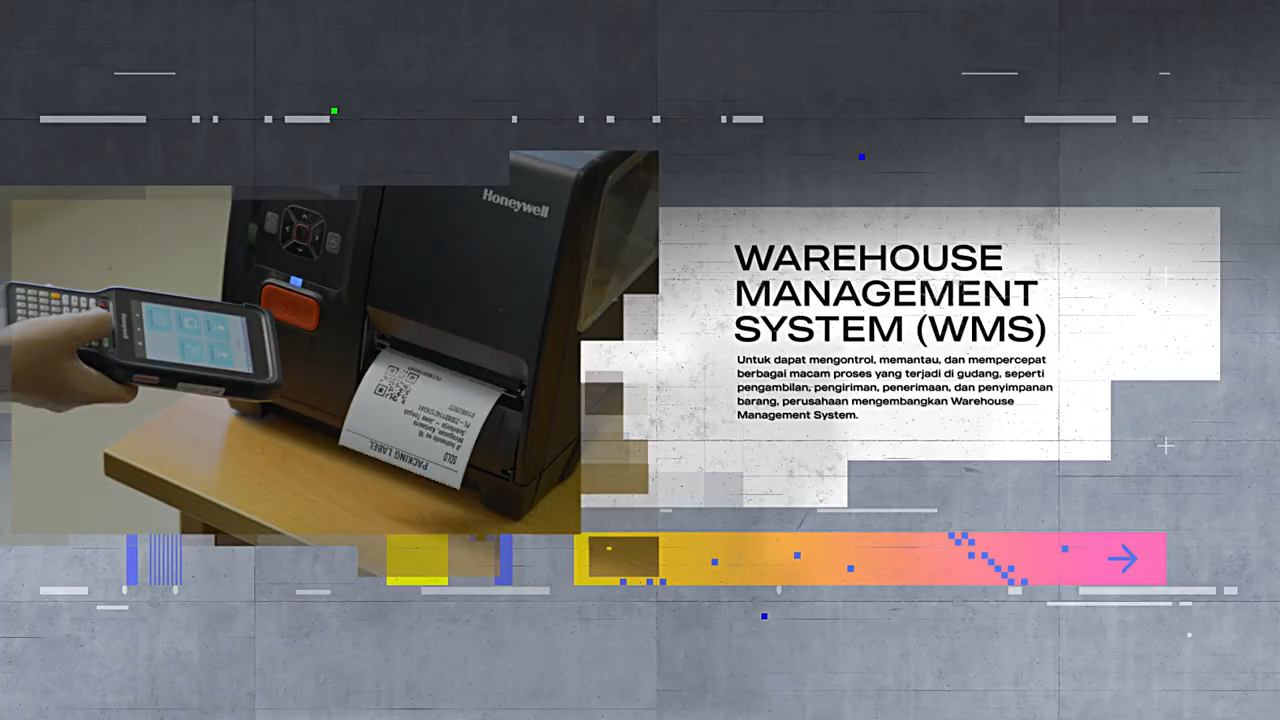 Honeywell
WAREHOUSE
MANAGEMENT
SYSTEM (WMS)
Untuk dapat mengontrol, memantau, dan mempercepat
berbagai macam proses yang terjadi di gudang, seperti
pengambilan, pengiriman, penerimaan, dan penyimpanan
barang, perusahaan mengembangkan Warehouse
Management System.
PACKING LABEL
SOLO